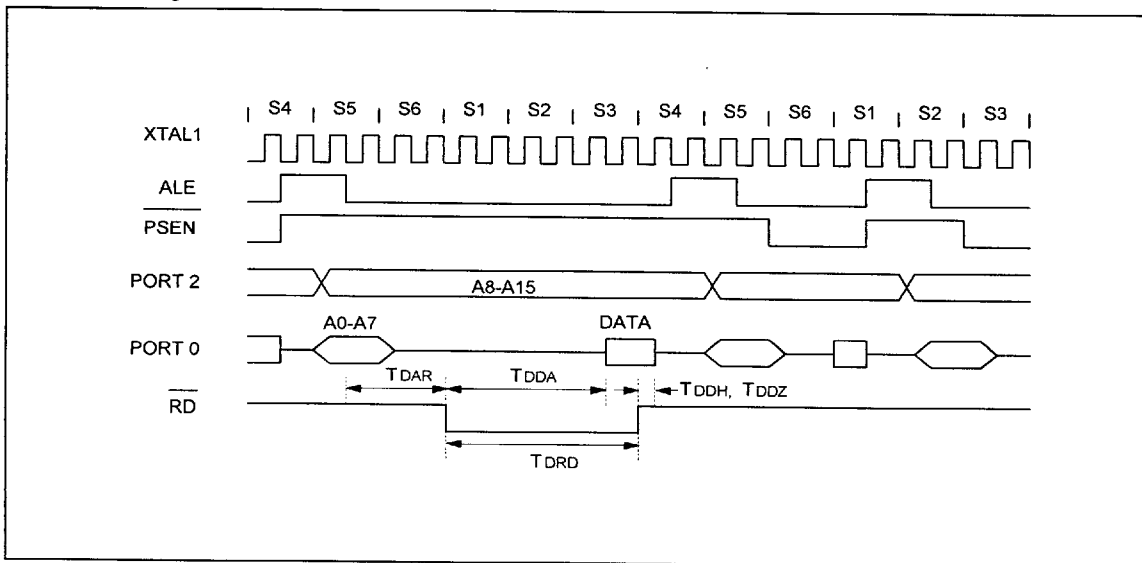 S4 S5 S6 S1 S2 S3 S4 S5 S6 S1 S2 S3
XTAL1
ALE
PSEN
PORT 2
A8-A15
A0-A7
DATA
PORT 0
TDAR
TDDA
TDDH, TDDZ
RD
TDRD